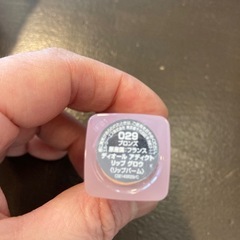 029
ブロンズ
原産国:フランス
ディオール アディクト
リップ グロウ
(リップバーム)